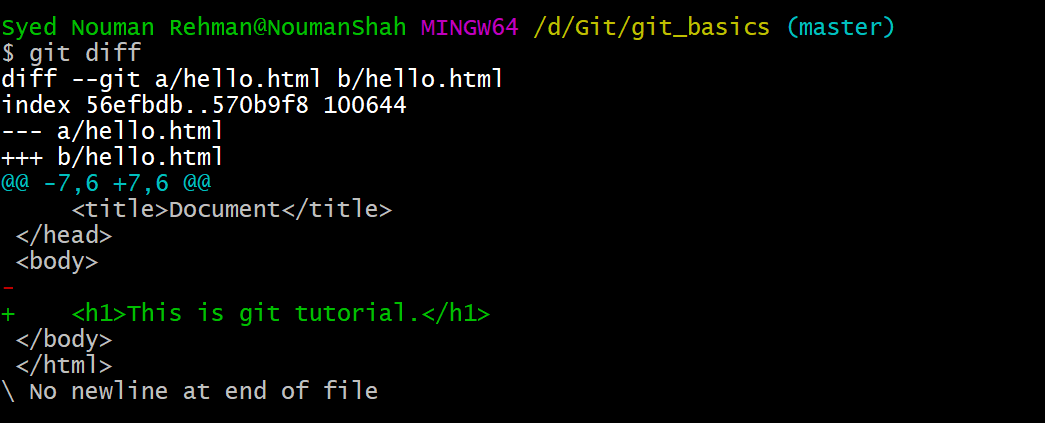 Syed Nouman Rehman@NoumanShah MINGW64 /d/Git/git_basics (master)
$ git diff
diff --git a/hello.html b/hello.html
index 56efbdb..570b9f8 100644
--- a/hello.html
+++ b/hello.html
@@ -7,6 +7,6 @@
     <title>Document</title>
 </head>
 <body>
-
+    <h1>This is git tutorial.</h1>
 </body>
 </html>
\ No newline at end of file